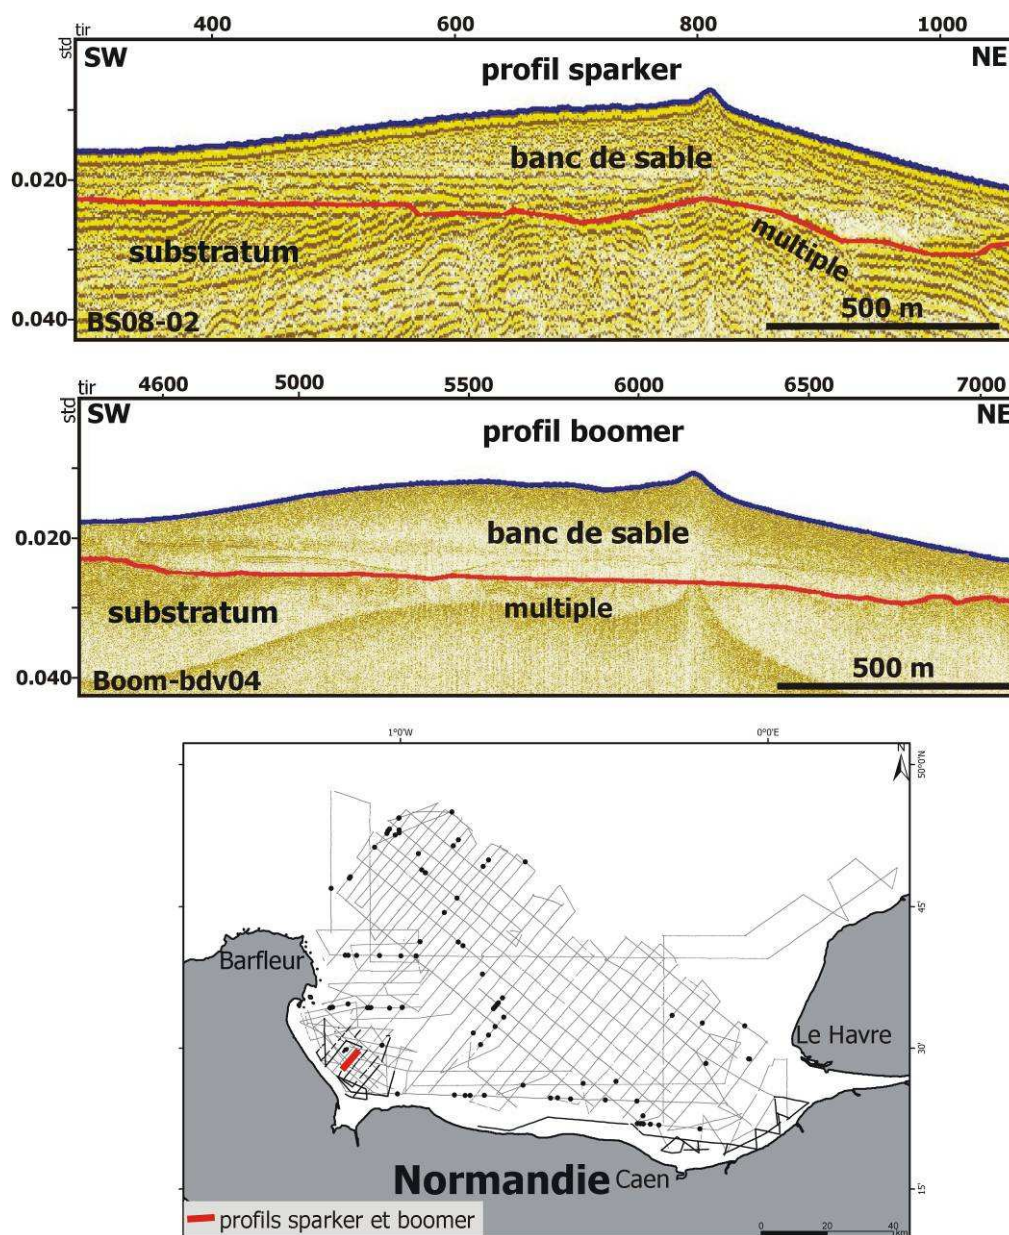 tir 400 600 800 1000
std SW NE
profil sparker
banc de sable
0.020
substratum
multiple
500 m
0.040
BS08-02
tir 4600 5000 5500 6000 6500 7000
std SW NE
profil boomer
banc de sable
0.020
substratum
multiple
500 m
0.040
Boom-bdv04
1°0'W 0°0'E
N
50°0'N
45'
Barfleur
Le Havre
30'
Normandie Caen
15'
profils sparker et boomer
0 20 40 km